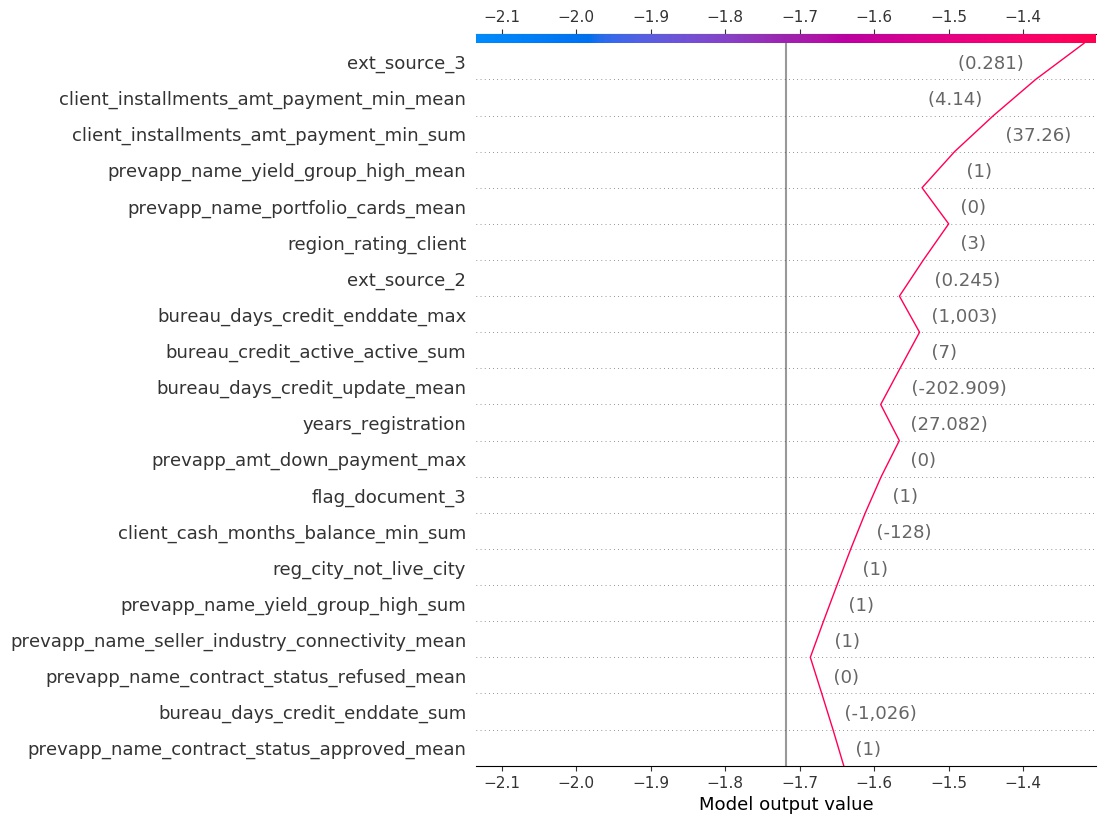 −2.1 −2.0 −1.9 −1.8 −1.7 −1.6 −1.5 −1.4
ext_source_3 (0.281)
client_installments_amt_payment_min_mean (4.14)
client_installments_amt_payment_min_sum (37.26)
prevapp_name_yield_group_high_mean (1)
prevapp_name_portfolio_cards_mean (0)
region_rating_client (3)
ext_source_2 (0.245)
bureau_days_credit_enddate_max (1,003)
bureau_credit_active_active_sum (7)
bureau_days_credit_update_mean (-202.909)
years_registration (27.082)
prevapp_amt_down_payment_max (0)
flag_document_3 (1)
client_cash_months_balance_min_sum (-128)
reg_city_not_live_city (1)
prevapp_name_yield_group_high_sum (1)
prevapp_name_seller_industry_connectivity_mean (1)
prevapp_name_contract_status_refused_mean (0)
bureau_days_credit_enddate_sum (-1,026)
prevapp_name_contract_status_approved_mean (1)
−2.1 −2.0 −1.9 −1.8 −1.7 −1.6 −1.5 −1.4
Model output value